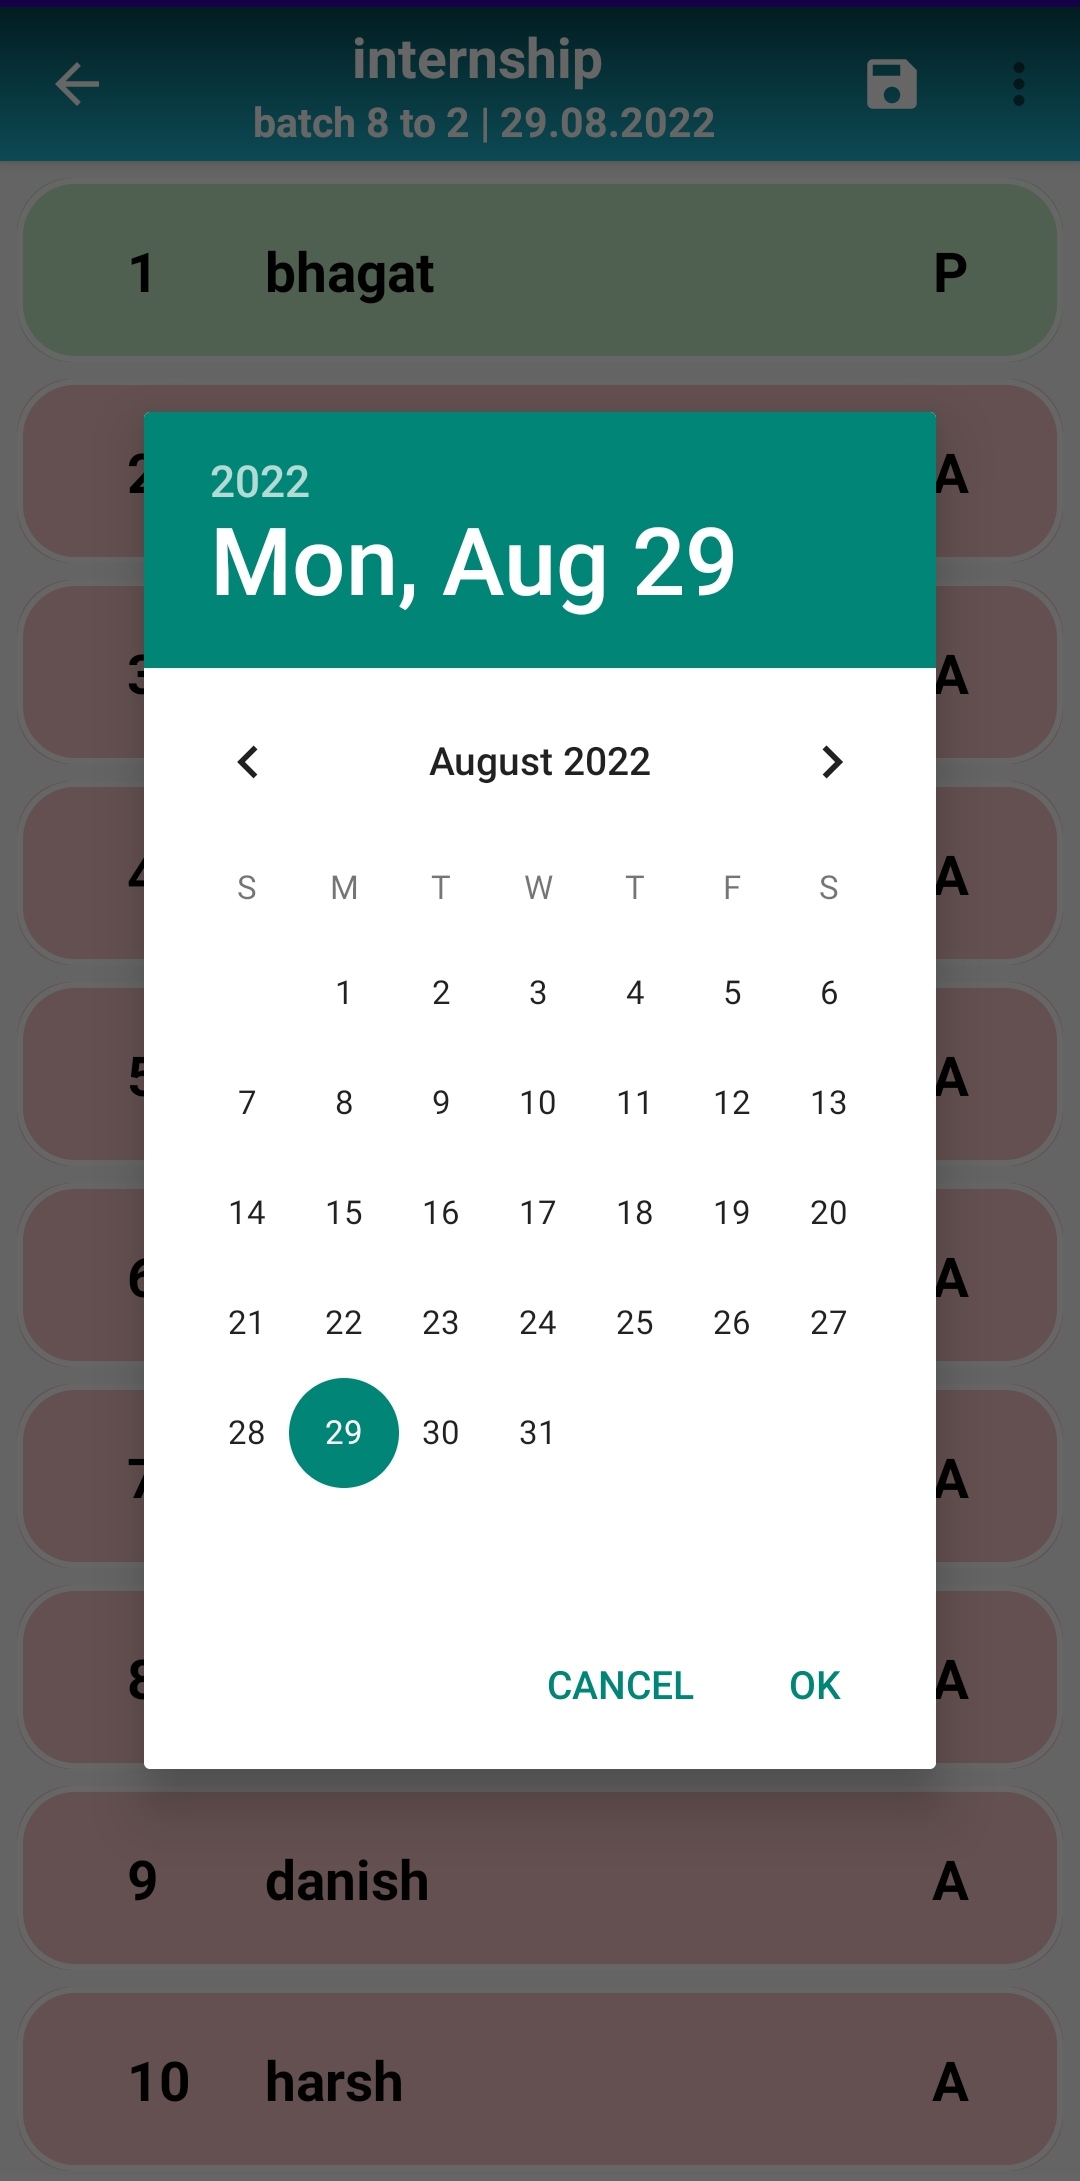 internship
batch 8 to 2 | 29.08.2022
1 bhagat P
A
2022
Mon, Aug 29
A
August 2022
A
S M T W T F S
1 2 3 4 5 6
7 8 9 10 11 12 13
A
14 15 16 17 18 19 20
A
21 22 23 24 25 26 27
28 29 30 31
A
CANCEL OK
A
9 danish A
10 harsh A